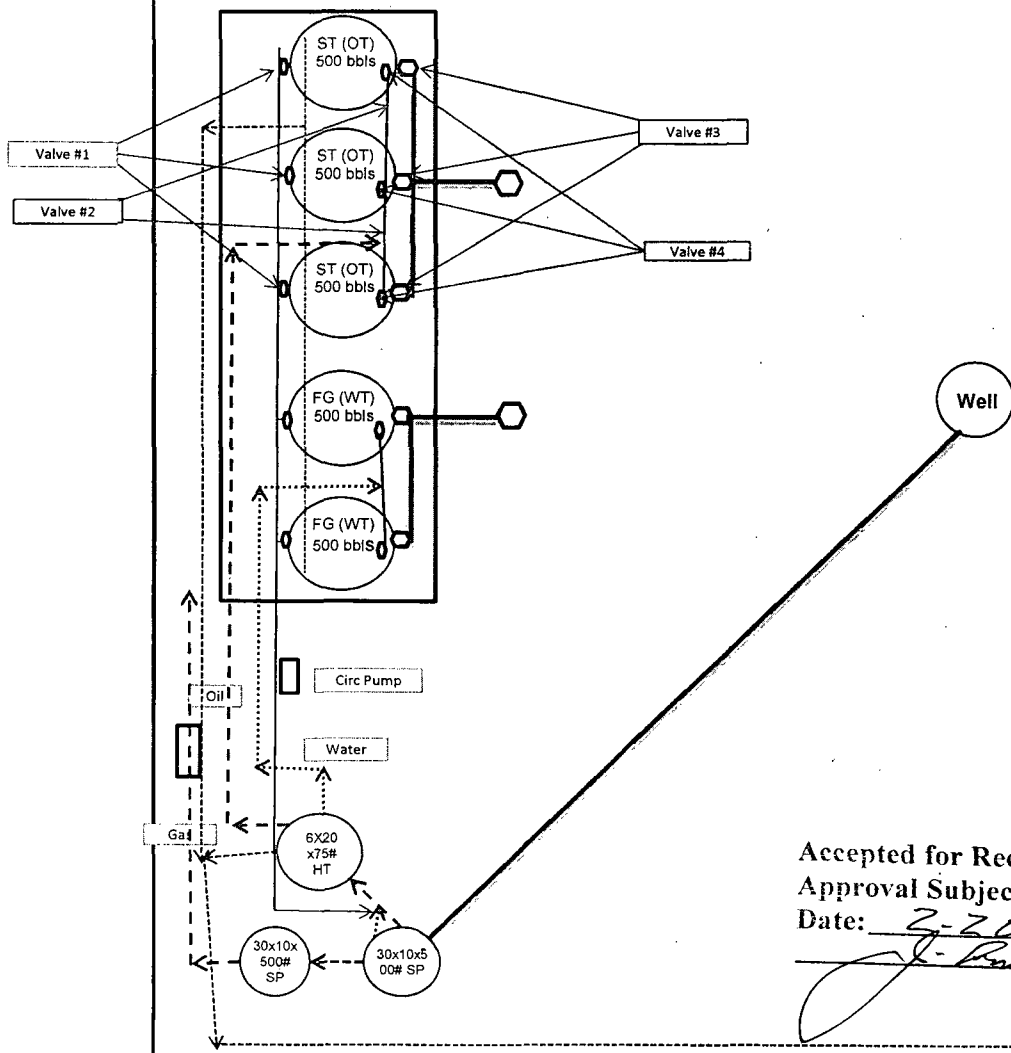 ST (OT)
500 bbls
Valve #3
Valve #1
ST (OT)
500 bbls
Valve #2
Valve #4
ST (OT)
500 bbls
FG (WT)
500 bbls
Well
FG (WT)
500 bbls
Circ Pump
Oil
Water
Gas
6X20
x75#
HT
Accepted for Rec
Approval Subjec
Date:
30x10x
500#
SP
30x10x5
00# SP